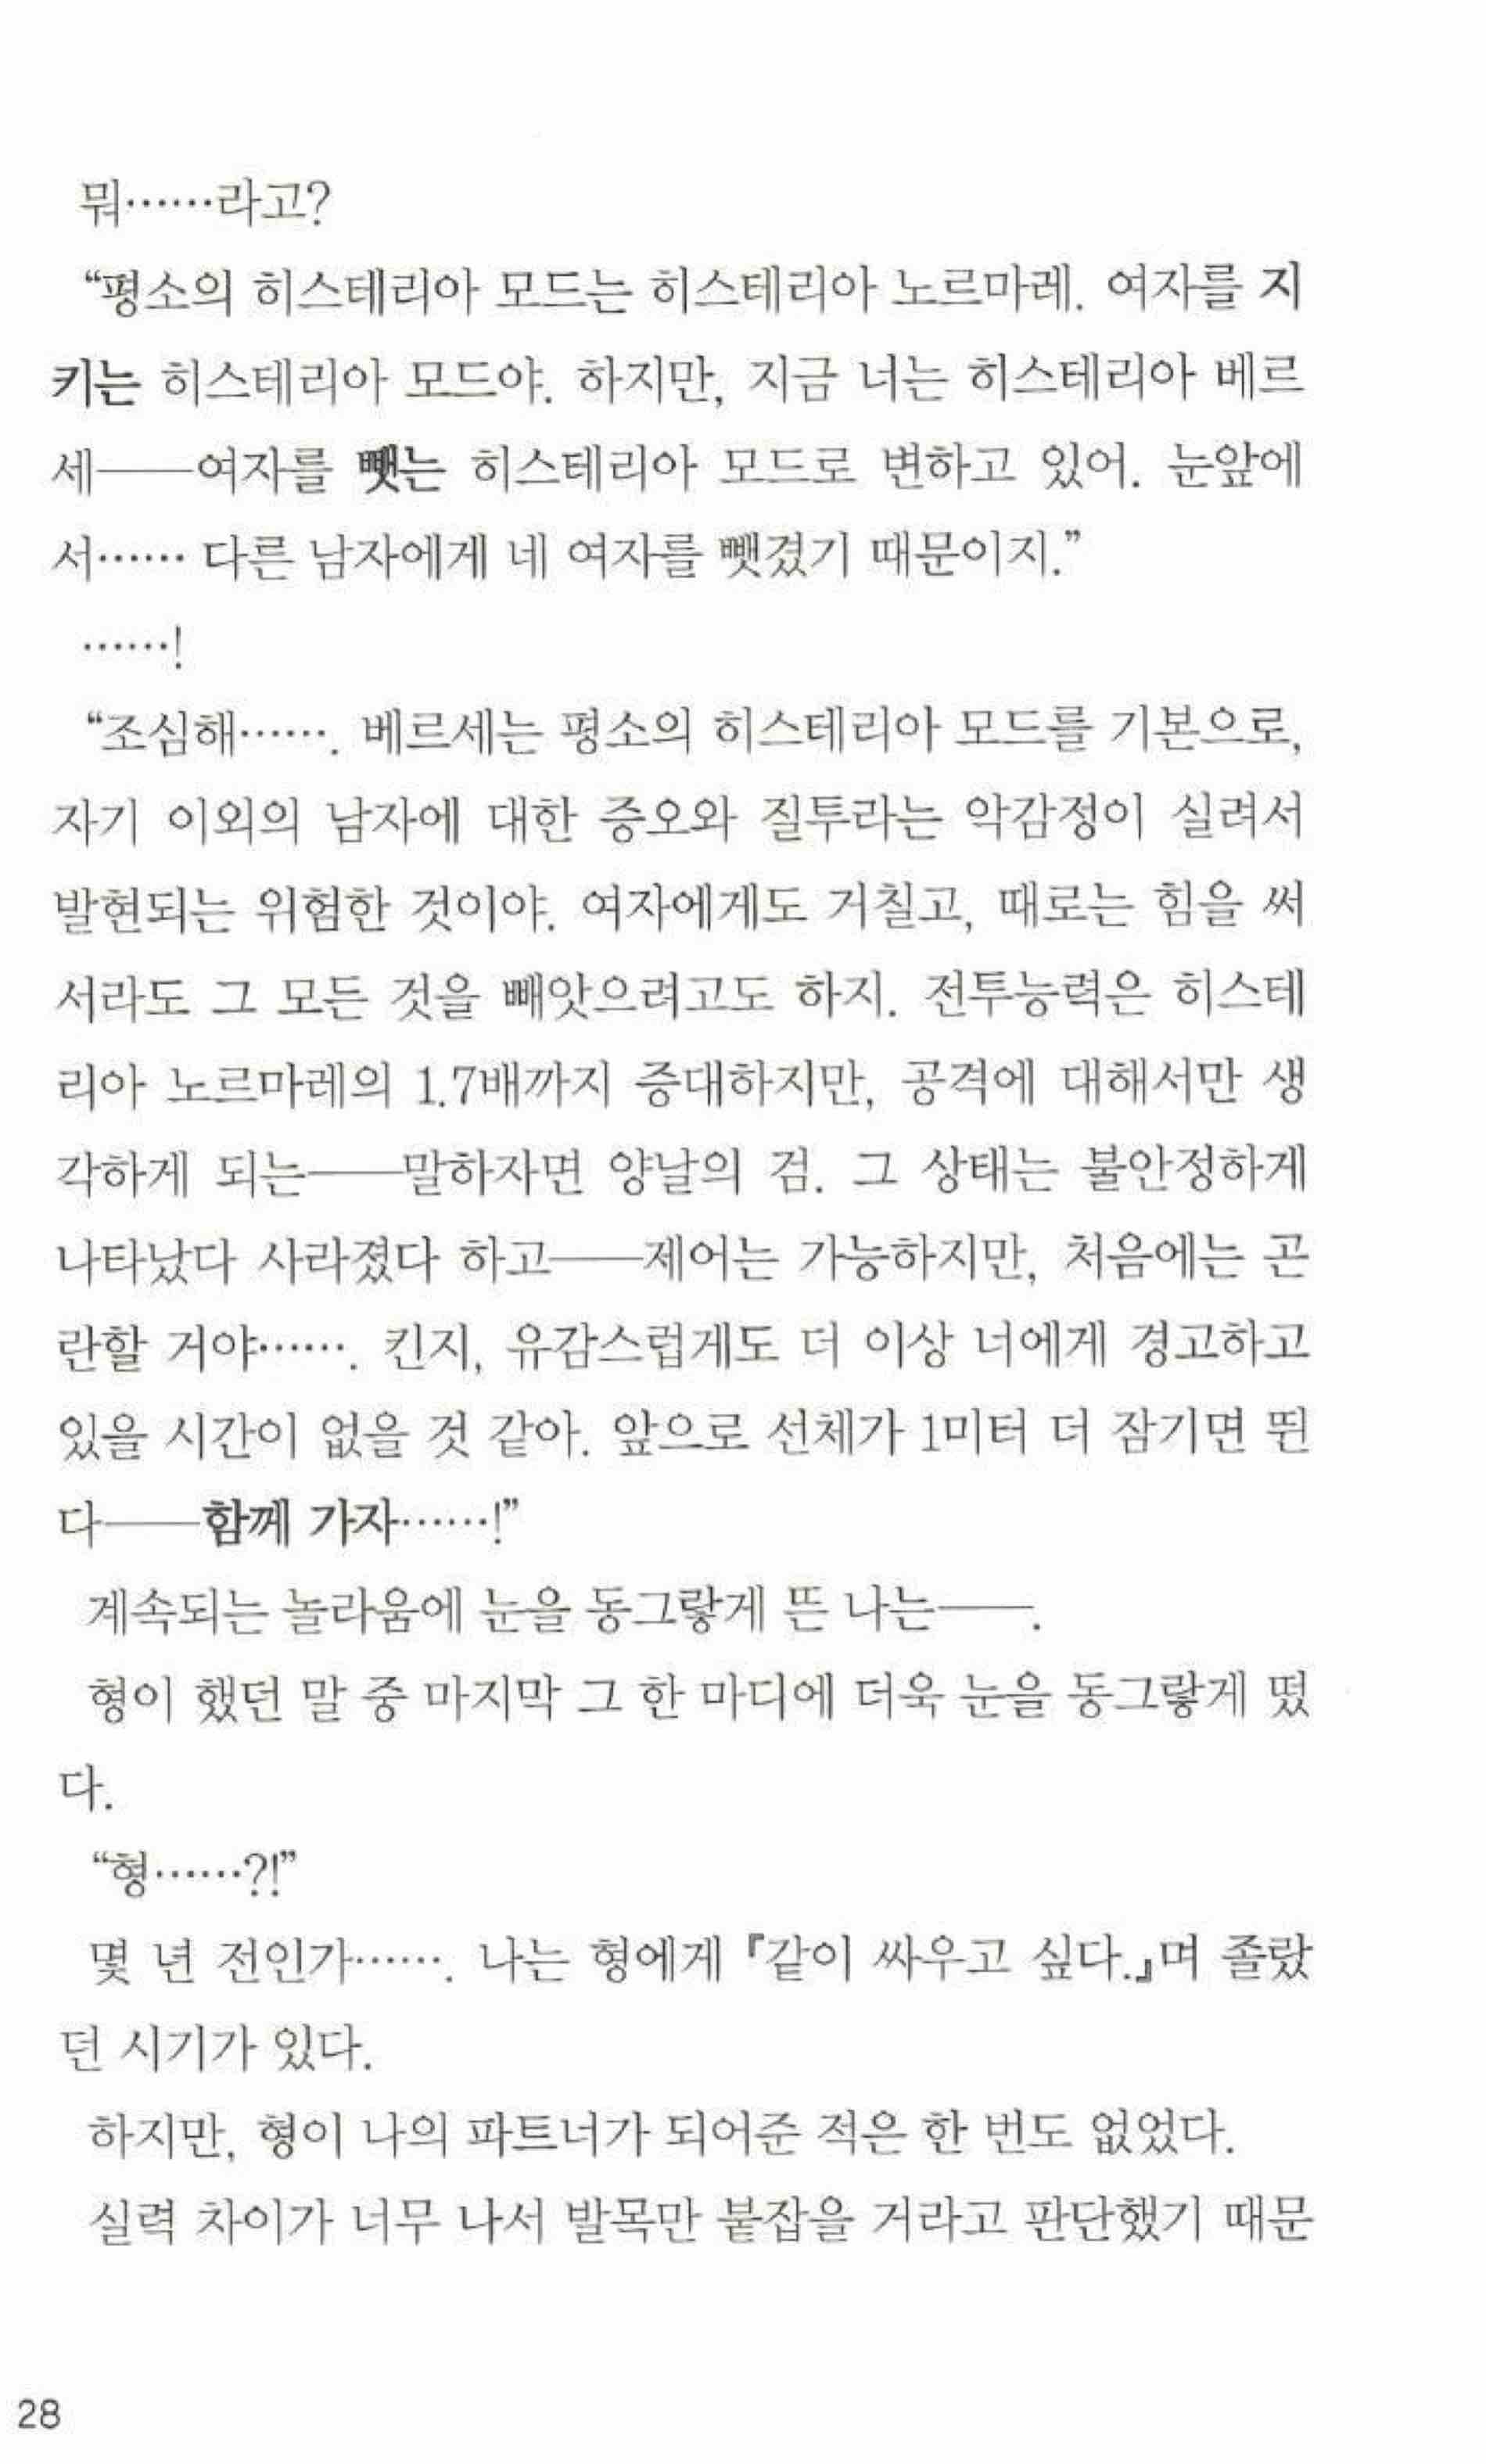 뭐……라고?
“평소의 히스테리아 모드는 히스테리아 노르마레. 여자를 지
키는 히스테리아 모드야. 하지만, 지금 너는 히스테리아 베르
세──여자를 뺏는 히스테리아 모드로 변하고 있어. 눈앞에
서…… 다른 남자에게 네 여자를 뺏겼기 때문이지.”
……!
“조심해……. 베르세는 평소의 히스테리아 모드를 기본으로,
자기 이외의 남자에 대한 증오와 질투라는 악감정이 실려서
발현되는 위험한 것이야. 여자에게도 거칠고, 때로는 힘을 써
서라도 그 모든 것을 빼앗으려고도 하지. 전투능력은 히스테
리아 노르마레의 1.7배까지 증대하지만, 공격에 대해서만 생
각하게 되는──말하자면 양날의 검. 그 상태는 불안정하게
나타났다 사라졌다 하고──제어는 가능하지만, 처음에는 곤
란할 거야……. 킨지, 유감스럽게도 더 이상 너에게 경고하고
있을 시간이 없을 것 같아. 앞으로 선체가 1미터 더 잠기면 뛴
다──함께 가자……!”
계속되는 놀라움에 눈을 동그랗게 뜬 나는──.
형이 했던 말 중 마지막 그 한 마디에 더욱 눈을 동그랗게 떴
다.
“형……?!”
몇 년 전인가……. 나는 형에게 『같이 싸우고 싶다.』며 졸랐
던 시기가 있다.
하지만, 형이 나의 파트너가 되어준 적은 한 번도 없었다.
실력 차이가 너무 나서 발목만 붙잡을 거라고 판단했기 때문
28